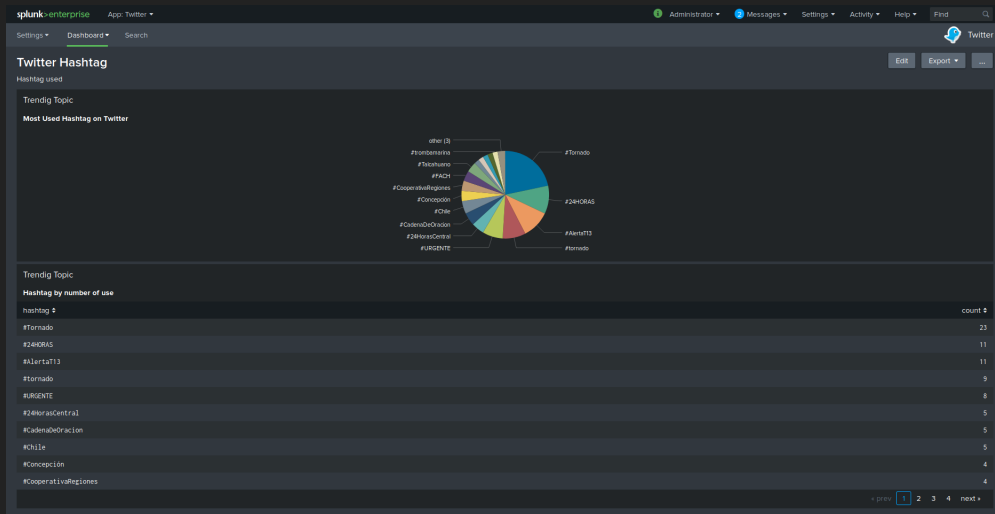 splunk>enterprise App: Twitter Administrator 2 Messages Settings Activity Help Find
Settings Dashboard Search Twitter
Twitter Hashtag Edit Export ...
Hashtag used
Trendig Topic
Most Used Hashtag on Twitter
other (3)
#trombamarina #Tornado
#Talcahuano
#FACH
#CooperativaRegiones
#Concepción #24HORAS
#Chile
#CadenaDeOracion
#24HorasCentral #AlertaT13
#URGENTE #tornado
Trendig Topic
Hashtag by number of use
hashtag count
#Tornado 23
#24HORAS 11
#AlertaT13 11
#tornado 9
#URGENTE 8
#24HorasCentral 5
#CadenaDeOracion 5
#Chile 5
#Concepción 4
#CooperativaRegiones 4
« prev 1 2 3 4 next »